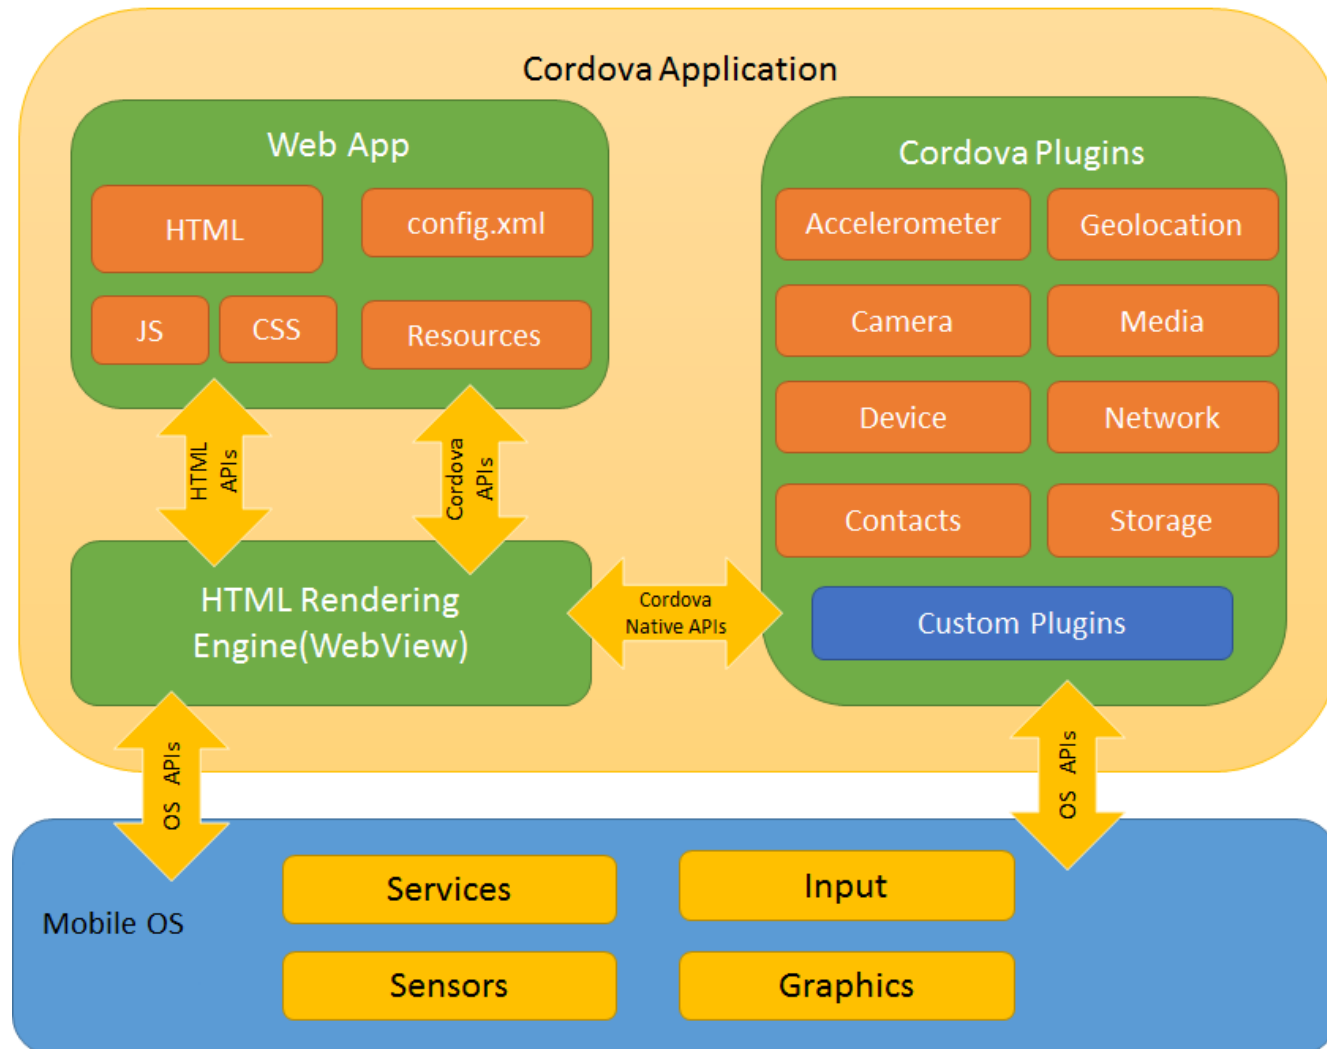 Cordova Application
Web App
HTML
config.xml
JS
CSS
Resources
HTML
APIs
Cordova
APIs
HTML Rendering
Engine(WebView)
Cordova
Native APIs
Cordova Plugins
Accelerometer
Geolocation
Camera
Media
Device
Network
Contacts
Storage
Custom Plugins
OS APIs
OS APIs
Mobile OS
Services
Input
Sensors
Graphics